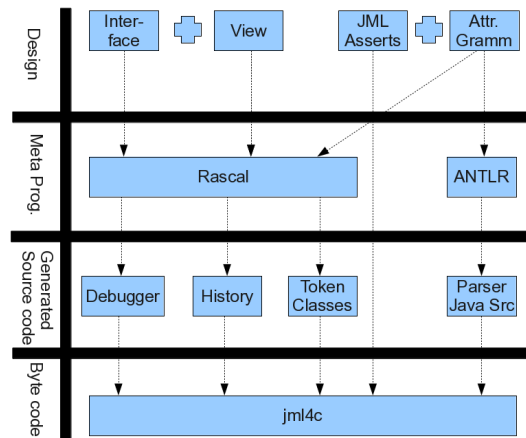 Design
Inter-
face
View
JML
Asserts
Attr.
Gramm
Meta Prog.
Rascal
ANTLR
Generated
Source code
Debugger
History
Token
Classes
Parser
Java Src
Byte code
jml4c